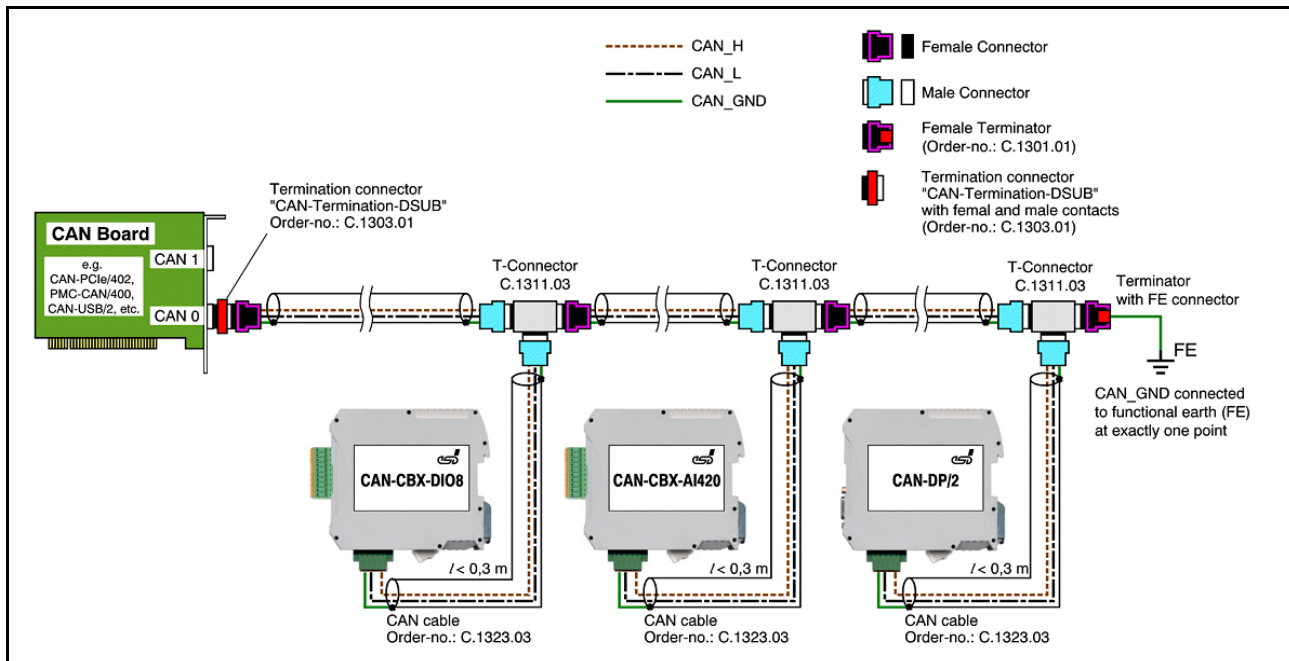 CAN_H
CAN_L
CAN_GND
Female Connector
Male Connector
Female Terminator
(Order-no.: C.1301.01)
Termination connector
"CAN-Termination-DSUB"
with femal and male contacts
(Order-no.: C.1303.01)
Termination connector
"CAN-Termination-DSUB"
Order-no.: C.1303.01
CAN Board
e.g.
CAN-PCIe/402,
PMC-CAN/400,
CAN-USB/2, etc.
CAN 1
CAN 0
T-Connector
C.1311.03
T-Connector
C.1311.03
T-Connector
C.1311.03
Terminator
with FE connector
FE
CAN_GND connected
to functional earth (FE)
at exactly one point
esd
CAN-CBX-DIO8
l < 0,3 m
CAN cable
Order-no.: C.1323.03
esd
CAN-CBX-AI420
l < 0,3 m
CAN cable
Order-no.: C.1323.03
esd
CAN-DP/2
l < 0,3 m
CAN cable
Order-no.: C.1323.03